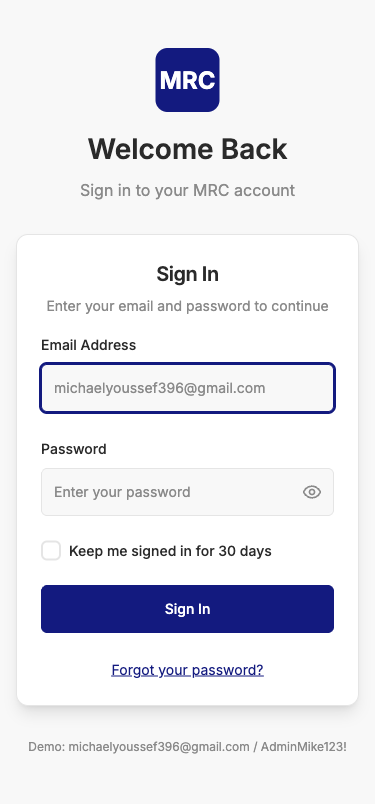 MRC
Welcome Back
Sign in to your MRC account
Sign In
Enter your email and password to continue
Email Address
michaelyoussef396@gmail.com
Password
Enter your password
Keep me signed in for 30 days
Sign In
Forgot your password?
Demo: michaelyoussef396@gmail.com / AdminMike123!